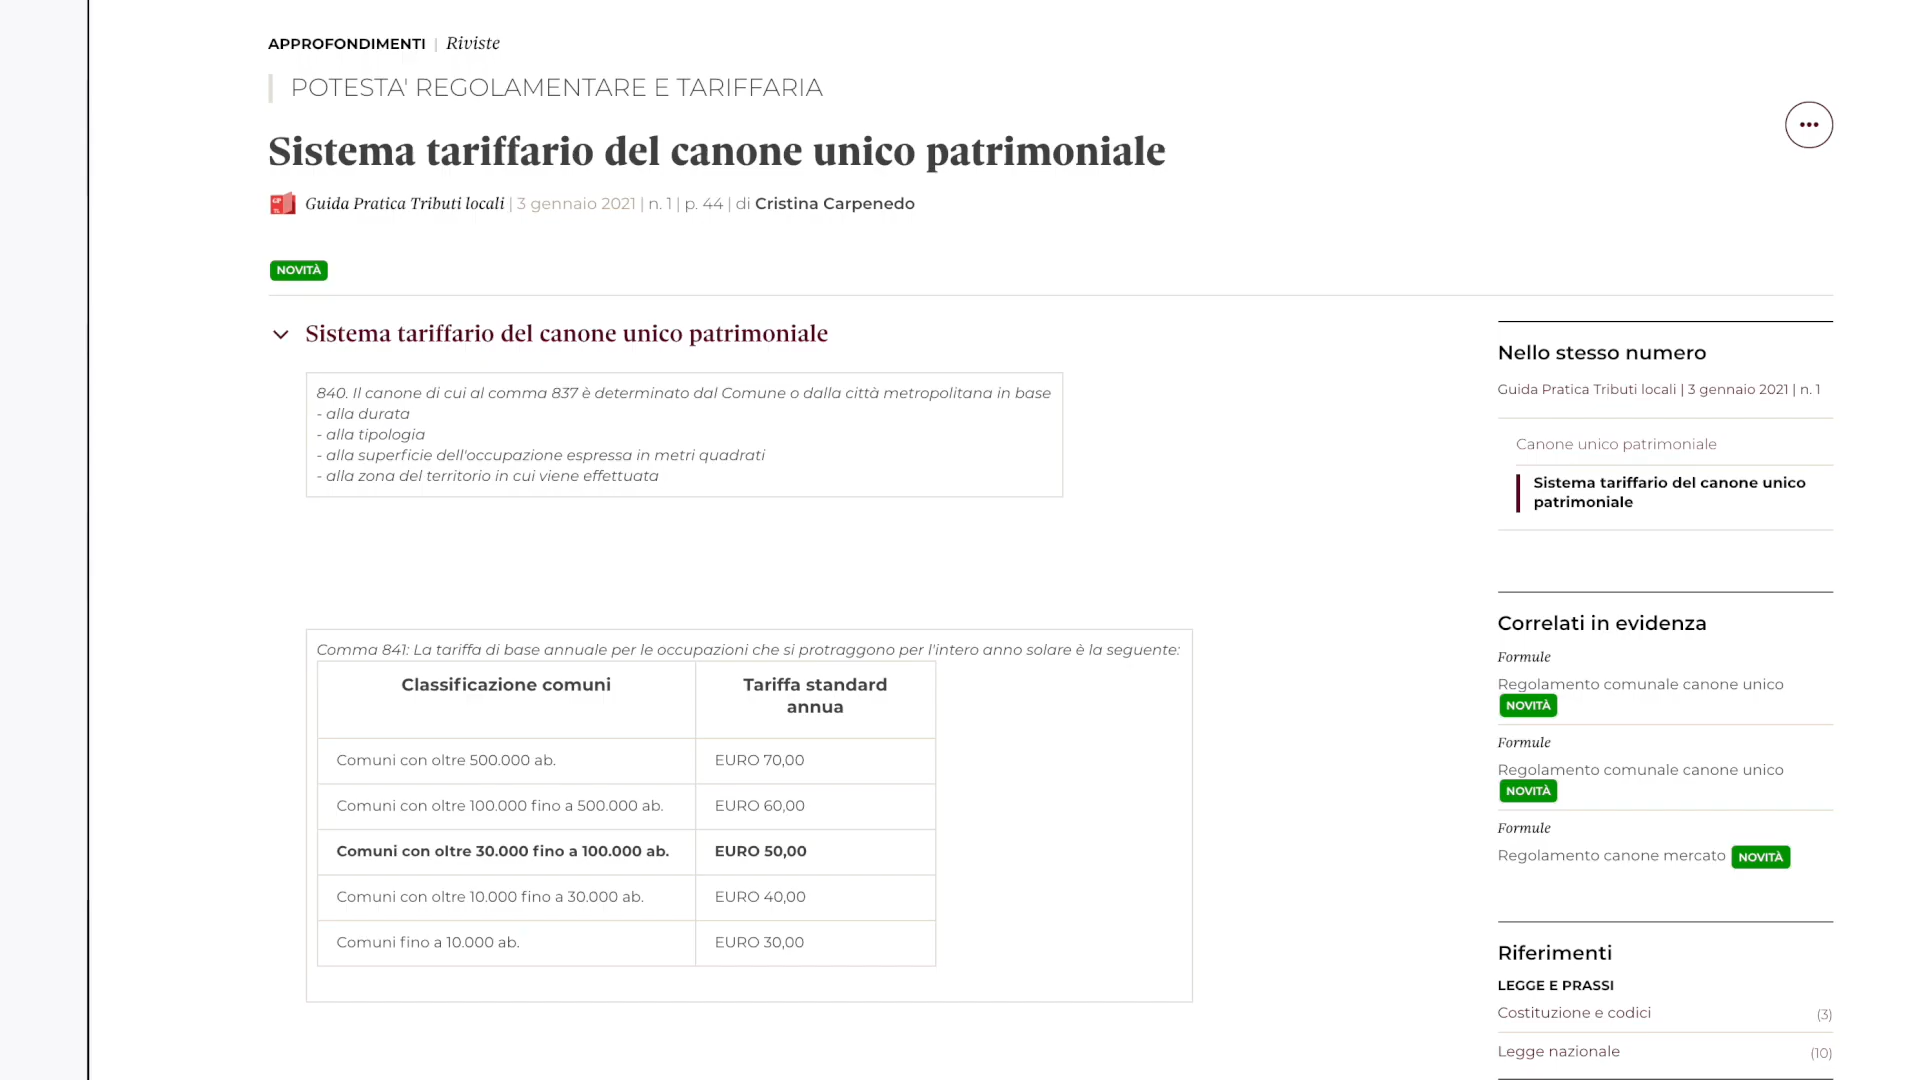 APPROFONDIMENTI | Riviste
POTESTA' REGOLAMENTARE E TARIFFARIA
Sistema tariffario del canone unico patrimoniale
Guida Pratica Tributi locali | 3 gennaio 2021 | n. 1 | p. 44 | di Cristina Carpenedo
NOVITÀ
Sistema tariffario del canone unico patrimoniale
840. Il canone di cui al comma 837 è determinato dal Comune o dalla città metropolitana in base
- alla durata
- alla tipologia
- alla superficie dell'occupazione espressa in metri quadrati
- alla zona del territorio in cui viene effettuata
Comma 841: La tariffa di base annuale per le occupazioni che si protraggono per l'intero anno solare è la seguente:
Classificazione comuni
Tariffa standard
annua
Comuni con oltre 500.000 ab. EURO 70,00
Comuni con oltre 100.000 fino a 500.000 ab. EURO 60,00
Comuni con oltre 30.000 fino a 100.000 ab. EURO 50,00
Comuni con oltre 10.000 fino a 30.000 ab. EURO 40,00
Comuni fino a 10.000 ab. EURO 30,00
Nello stesso numero
Guida Pratica Tributi locali | 3 gennaio 2021 | n. 1
Canone unico patrimoniale
Sistema tariffario del canone unico
patrimoniale
Correlati in evidenza
Formule
Regolamento comunale canone unico
NOVITÀ
Formule
Regolamento comunale canone unico
NOVITÀ
Formule
Regolamento canone mercato NOVITÀ
Riferimenti
LEGGE E PRASSI
Costituzione e codici (3)
Legge nazionale (10)